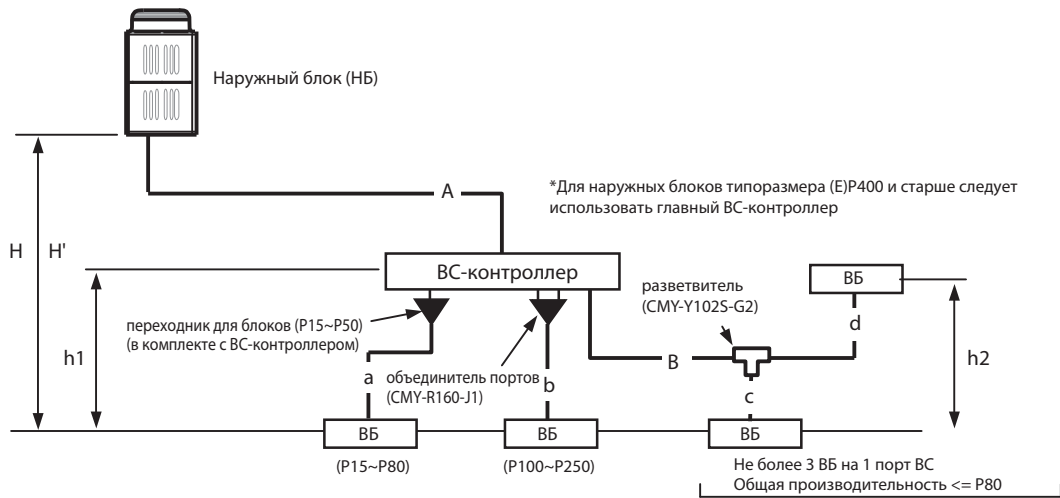 Наружный блок (НБ)
A
*Для наружных блоков типоразмера (E)P400 и старше следует
использовать главный BC-контроллер
H
H'
BC-контроллер
ВБ
разветвитель
(CMY-Y102S-G2)
переходник для блоков (P15~P50)
(в комплекте с BC-контроллером)
h1
d
h2
B
a
объединитель портов
(CMY-R160-J1)
b
c
ВБ
ВБ
ВБ
(P15~P80)
(P100~P250)
Не более 3 ВБ на 1 порт BC
Общая производительность <= P80